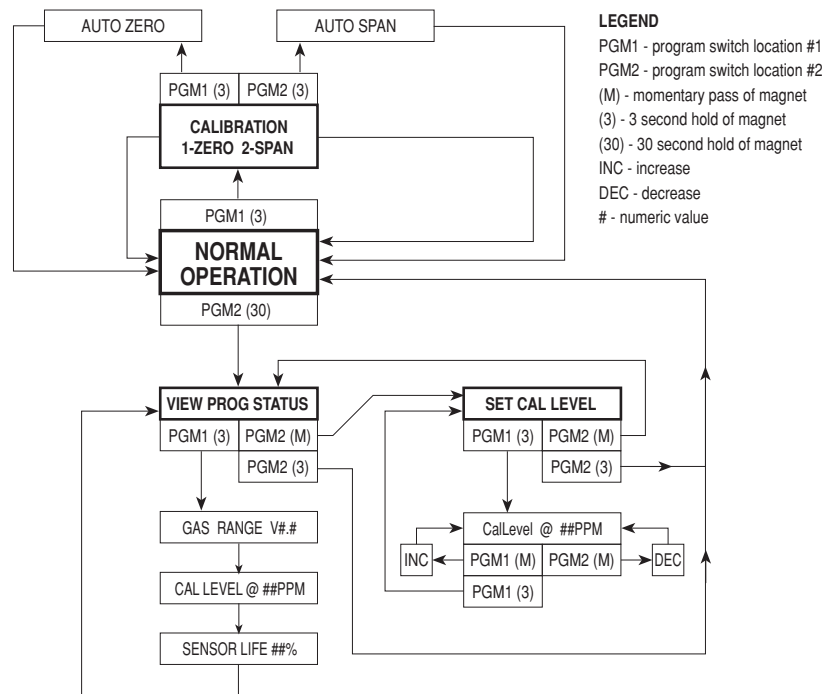 AUTO ZERO
AUTO SPAN
PGM1 (3)
PGM2 (3)
CALIBRATION
1-ZERO 2-SPAN
PGM1 (3)
NORMAL
OPERATION
PGM2 (30)
VIEW PROG STATUS
PGM1 (3)
PGM2 (M)
PGM2 (3)
GAS RANGE V#.#
CAL LEVEL @ ##PPM
SENSOR LIFE ##%
SET CAL LEVEL
PGM1 (3)
PGM2 (M)
PGM2 (3)
CalLevel @ ##PPM
INC
PGM1 (M)
PGM2 (M)
DEC
PGM1 (3)
LEGEND
PGM1 - program switch location #1
PGM2 - program switch location #2
(M) - momentary pass of magnet
(3) - 3 second hold of magnet
(30) - 30 second hold of magnet
INC - increase
DEC - decrease
# - numeric value